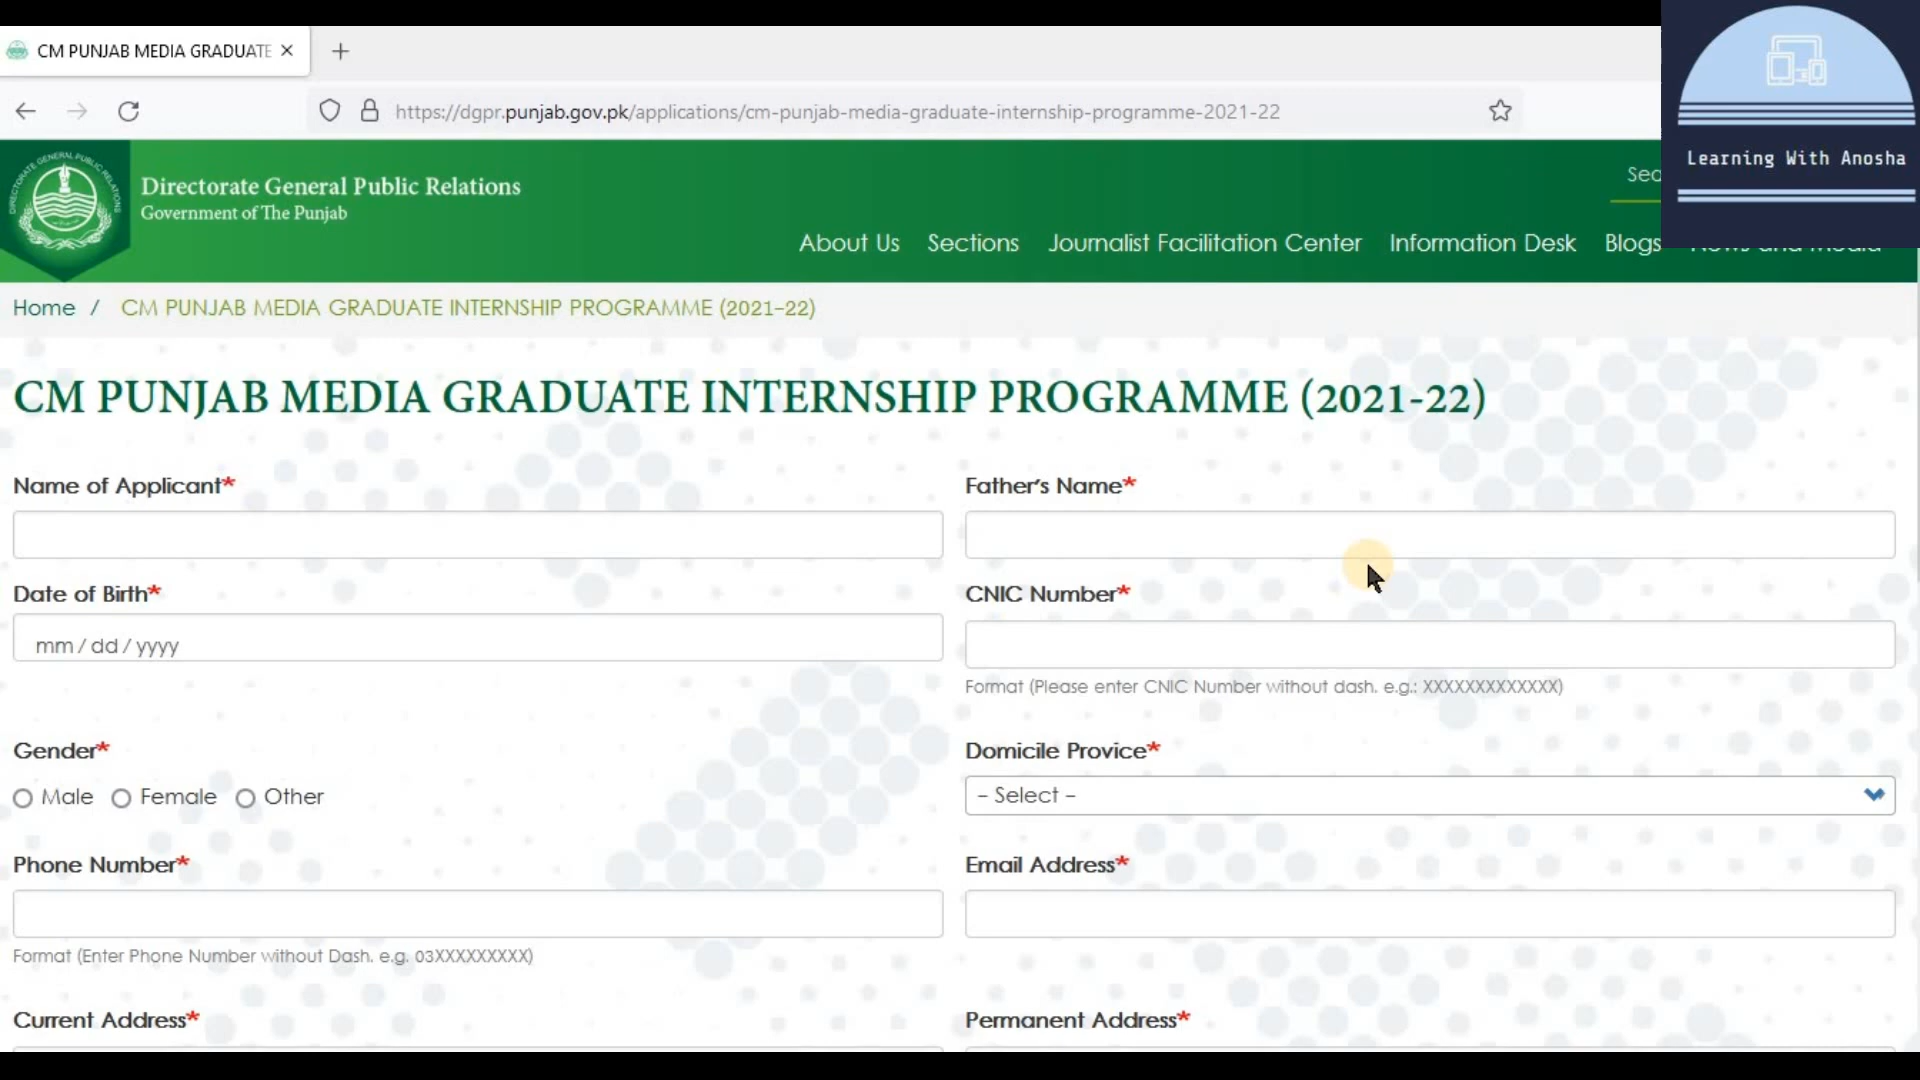 CM PUNJAB MEDIA GRADUATE
https://dgpr.punjab.gov.pk/applications/cm-punjab-media-graduate-internship-programme-2021-22
Learning With Anosha
DIRECTORATE GENERAL PUBLIC RELATIONS
Directorate General Public Relations
Government of The Punjab
About Us Sections Journalist Facilitation Center Information Desk Blogs
Home / CM PUNJAB MEDIA GRADUATE INTERNSHIP PROGRAMME (2021-22)
CM PUNJAB MEDIA GRADUATE INTERNSHIP PROGRAMME (2021-22)
Name of Applicant* Father's Name*
Date of Birth* CNIC Number*
mm / dd / yyyy
Format (Please enter CNIC Number without dash. e.g.: XXXXXXXXXXXXX)
Gender* Domicile Provice*
Male Female Other - Select -
Phone Number* Email Address*
Format (Enter Phone Number without Dash. e.g. 03XXXXXXXXX)
Current Address* Permanent Address*